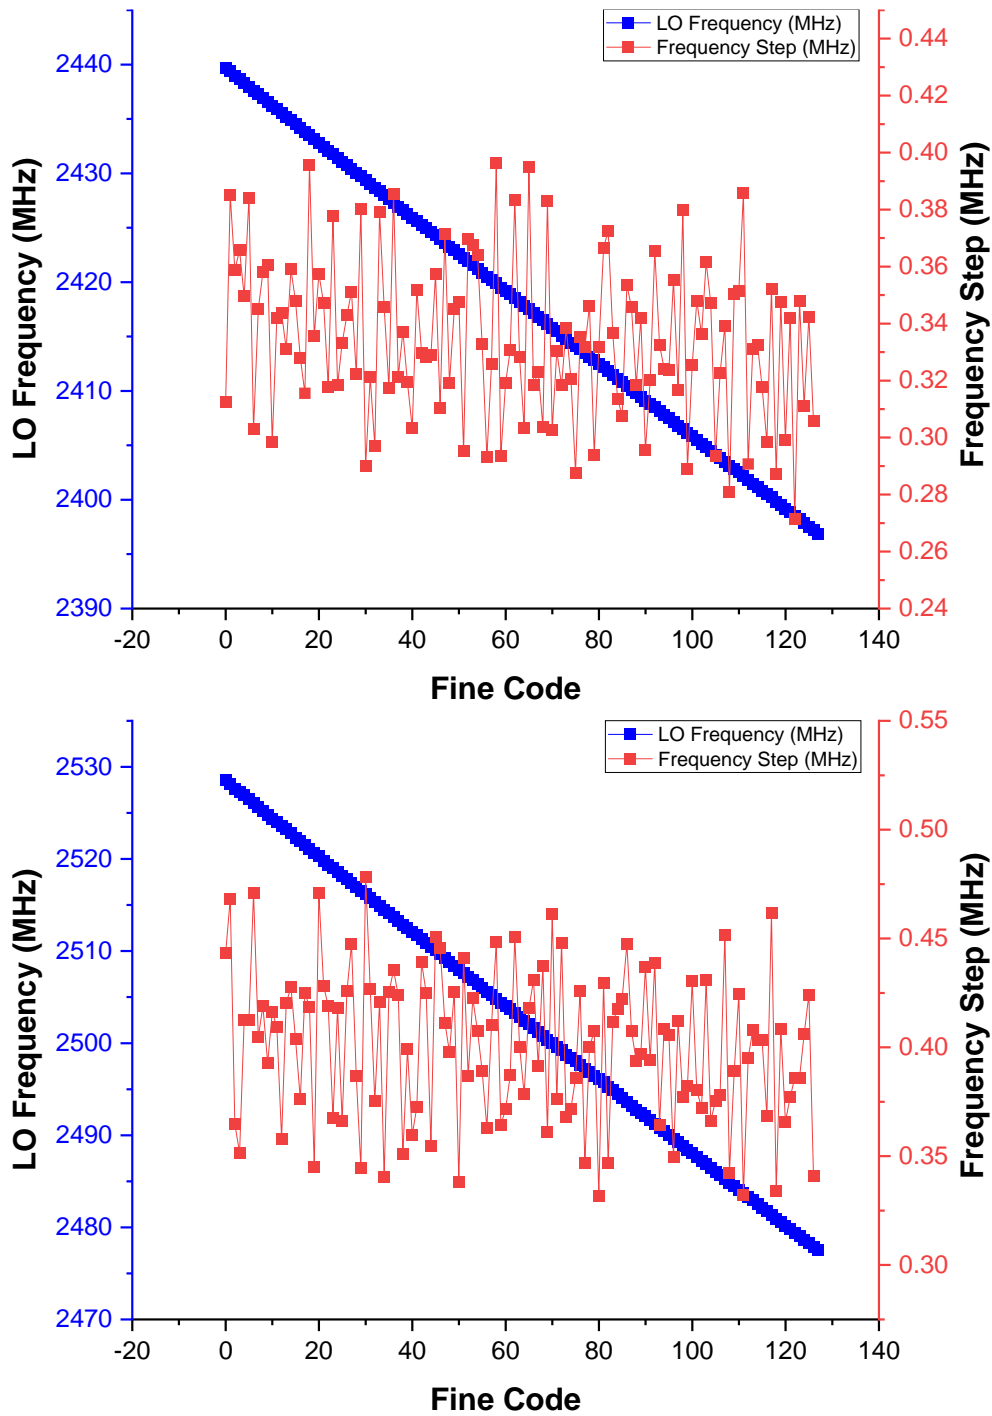 LO Frequency (MHz)
Frequency Step (MHz)
2440
2430
2420
2410
2400
2390
LO Frequency (MHz)
0.44
0.42
0.40
0.38
0.36
0.34
0.32
0.30
0.28
0.26
0.24
Frequency Step (MHz)
-20 0 20 40 60 80 100 120 140
Fine Code
LO Frequency (MHz)
Frequency Step (MHz)
2530
2520
2510
2500
2490
2480
2470
LO Frequency (MHz)
0.55
0.50
0.45
0.40
0.35
0.30
Frequency Step (MHz)
-20 0 20 40 60 80 100 120 140
Fine Code